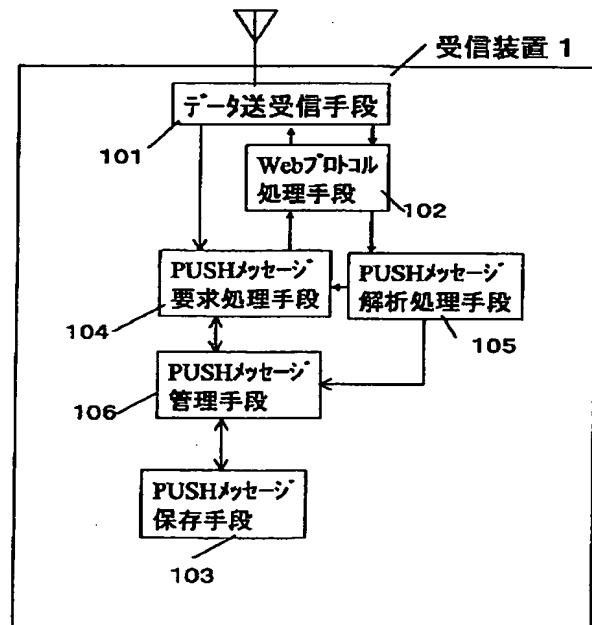 受信装置 1
データ送受信手段
101
Webプロトコル
処理手段
102
PUSHメッセージ
要求処理手段
104
PUSHメッセージ
解析処理手段
105
PUSHメッセージ
管理手段
106
PUSHメッセージ
保存手段
103